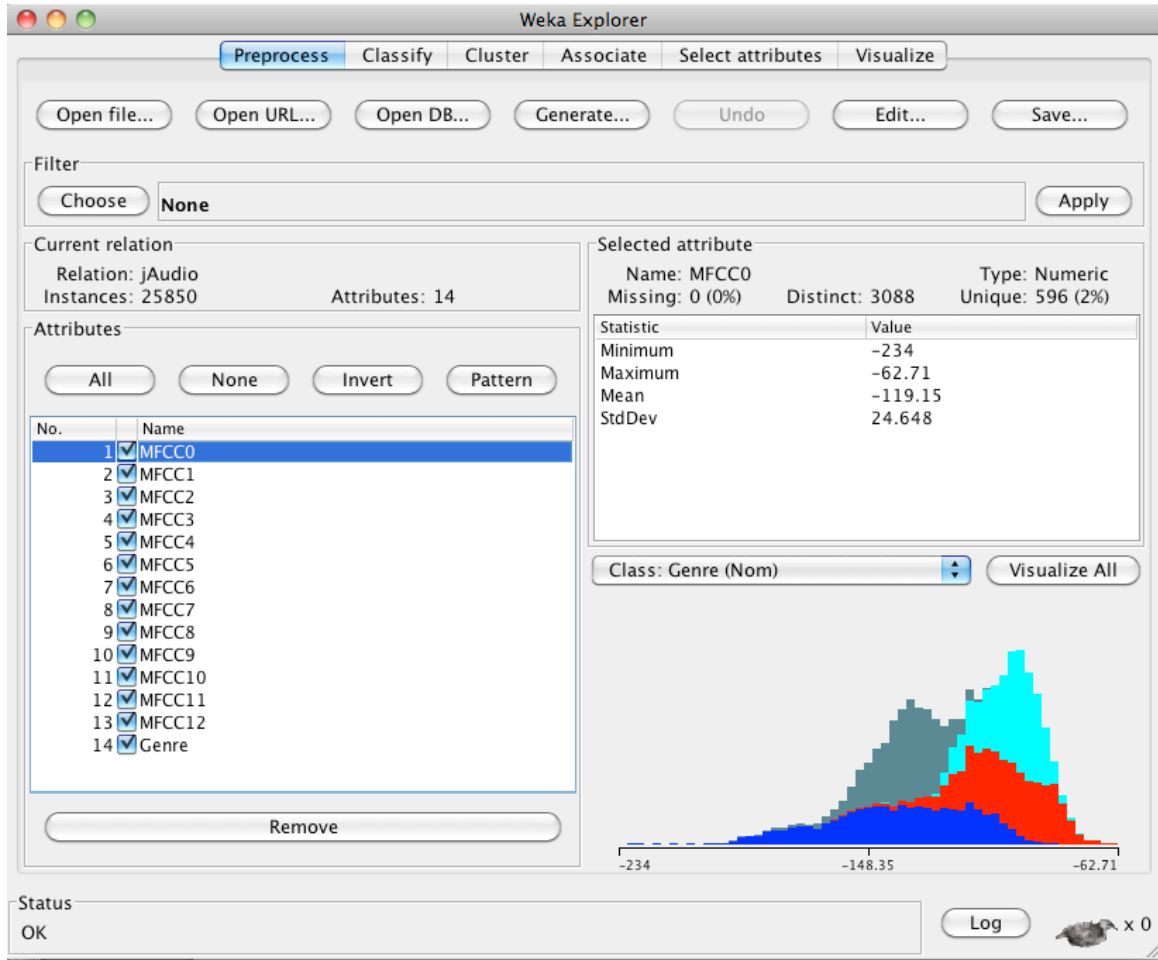 Weka Explorer
Preprocess Classify Cluster Associate Select attributes Visualize
Open file... Open URL... Open DB... Generate... Undo Edit... Save...
Filter
Choose None Apply
Current relation
Relation: jAudio
Instances: 25850 Attributes: 14
Attributes
All None Invert Pattern
No. Name
1 MFCC0
2 MFCC1
3 MFCC2
4 MFCC3
5 MFCC4
6 MFCC5
7 MFCC6
8 MFCC7
9 MFCC8
10 MFCC9
11 MFCC10
12 MFCC11
13 MFCC12
14 Genre
Remove
Selected attribute
Name: MFCC0 Type: Numeric
Missing: 0 (0%) Distinct: 3088 Unique: 596 (2%)
Statistic Value
Minimum -234
Maximum -62.71
Mean -119.15
StdDev 24.648
Class: Genre (Nom) Visualize All
-234 -148.35 -62.71
Status
OK
Log x 0